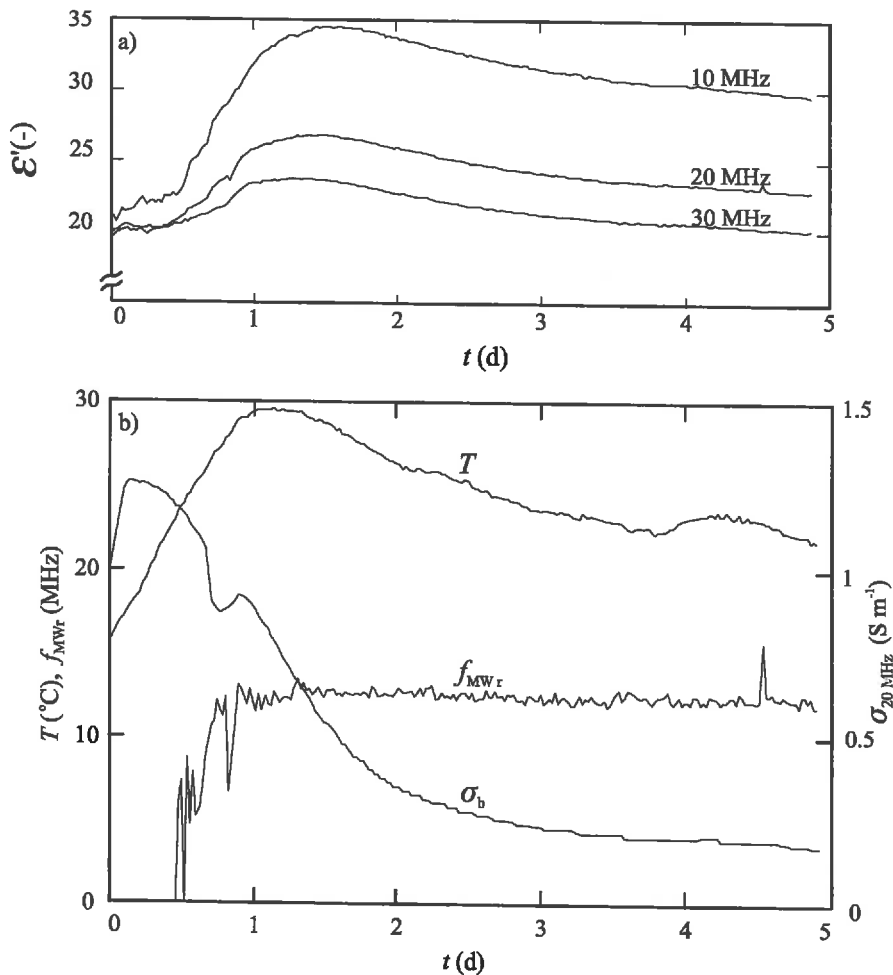 35
a)
30
10 MHz
ε'(-)
25
20 MHz
20
30 MHz
0 1 2 3 4 5
t (d)
30 1.5
b)
T
20 1
T (°C), f_MWr (MHz)
σ_20 MHz (S m⁻¹)
f_MWr
10 0.5
σ_b
0 0
0 1 2 3 4 5
t (d)